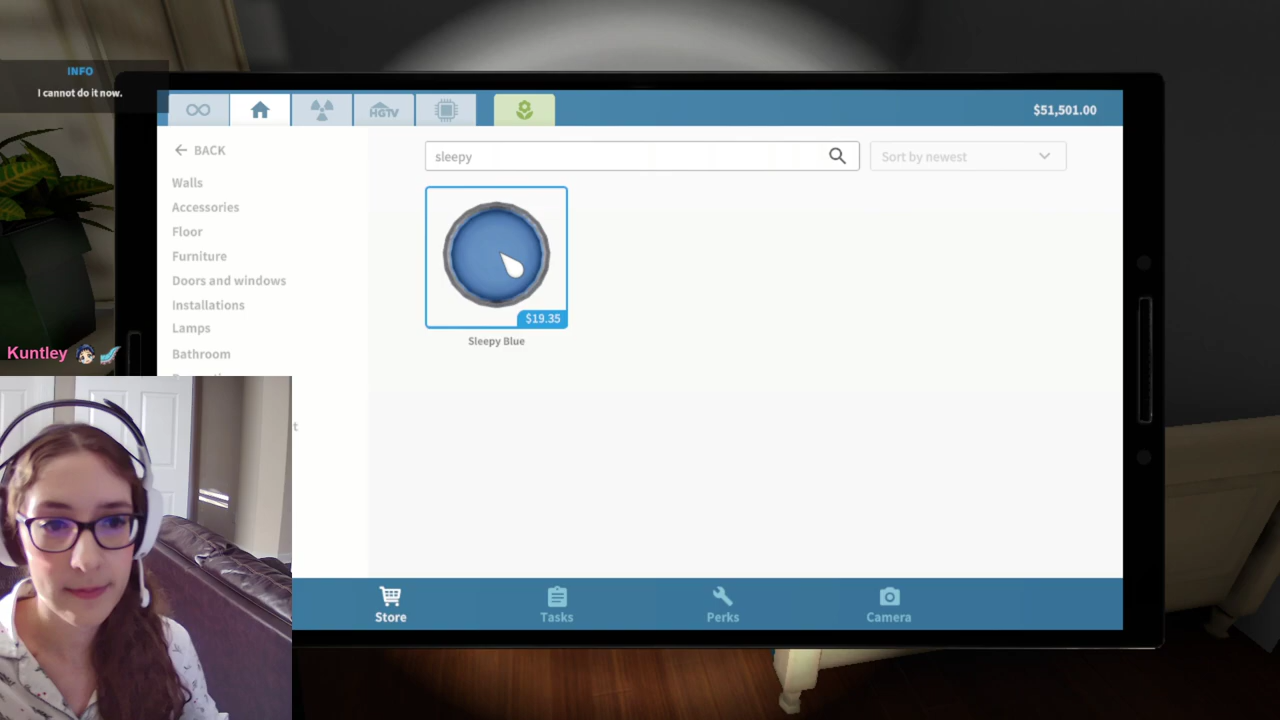 INFO
I cannot do it now.
HGTV
$51,501.00
BACK
sleepy
Sort by newest
Walls
Accessories
Floor
Furniture
Doors and windows
Installations
Lamps
Bathroom
$19.35
Sleepy Blue
Kuntley
Store
Tasks
Perks
Camera